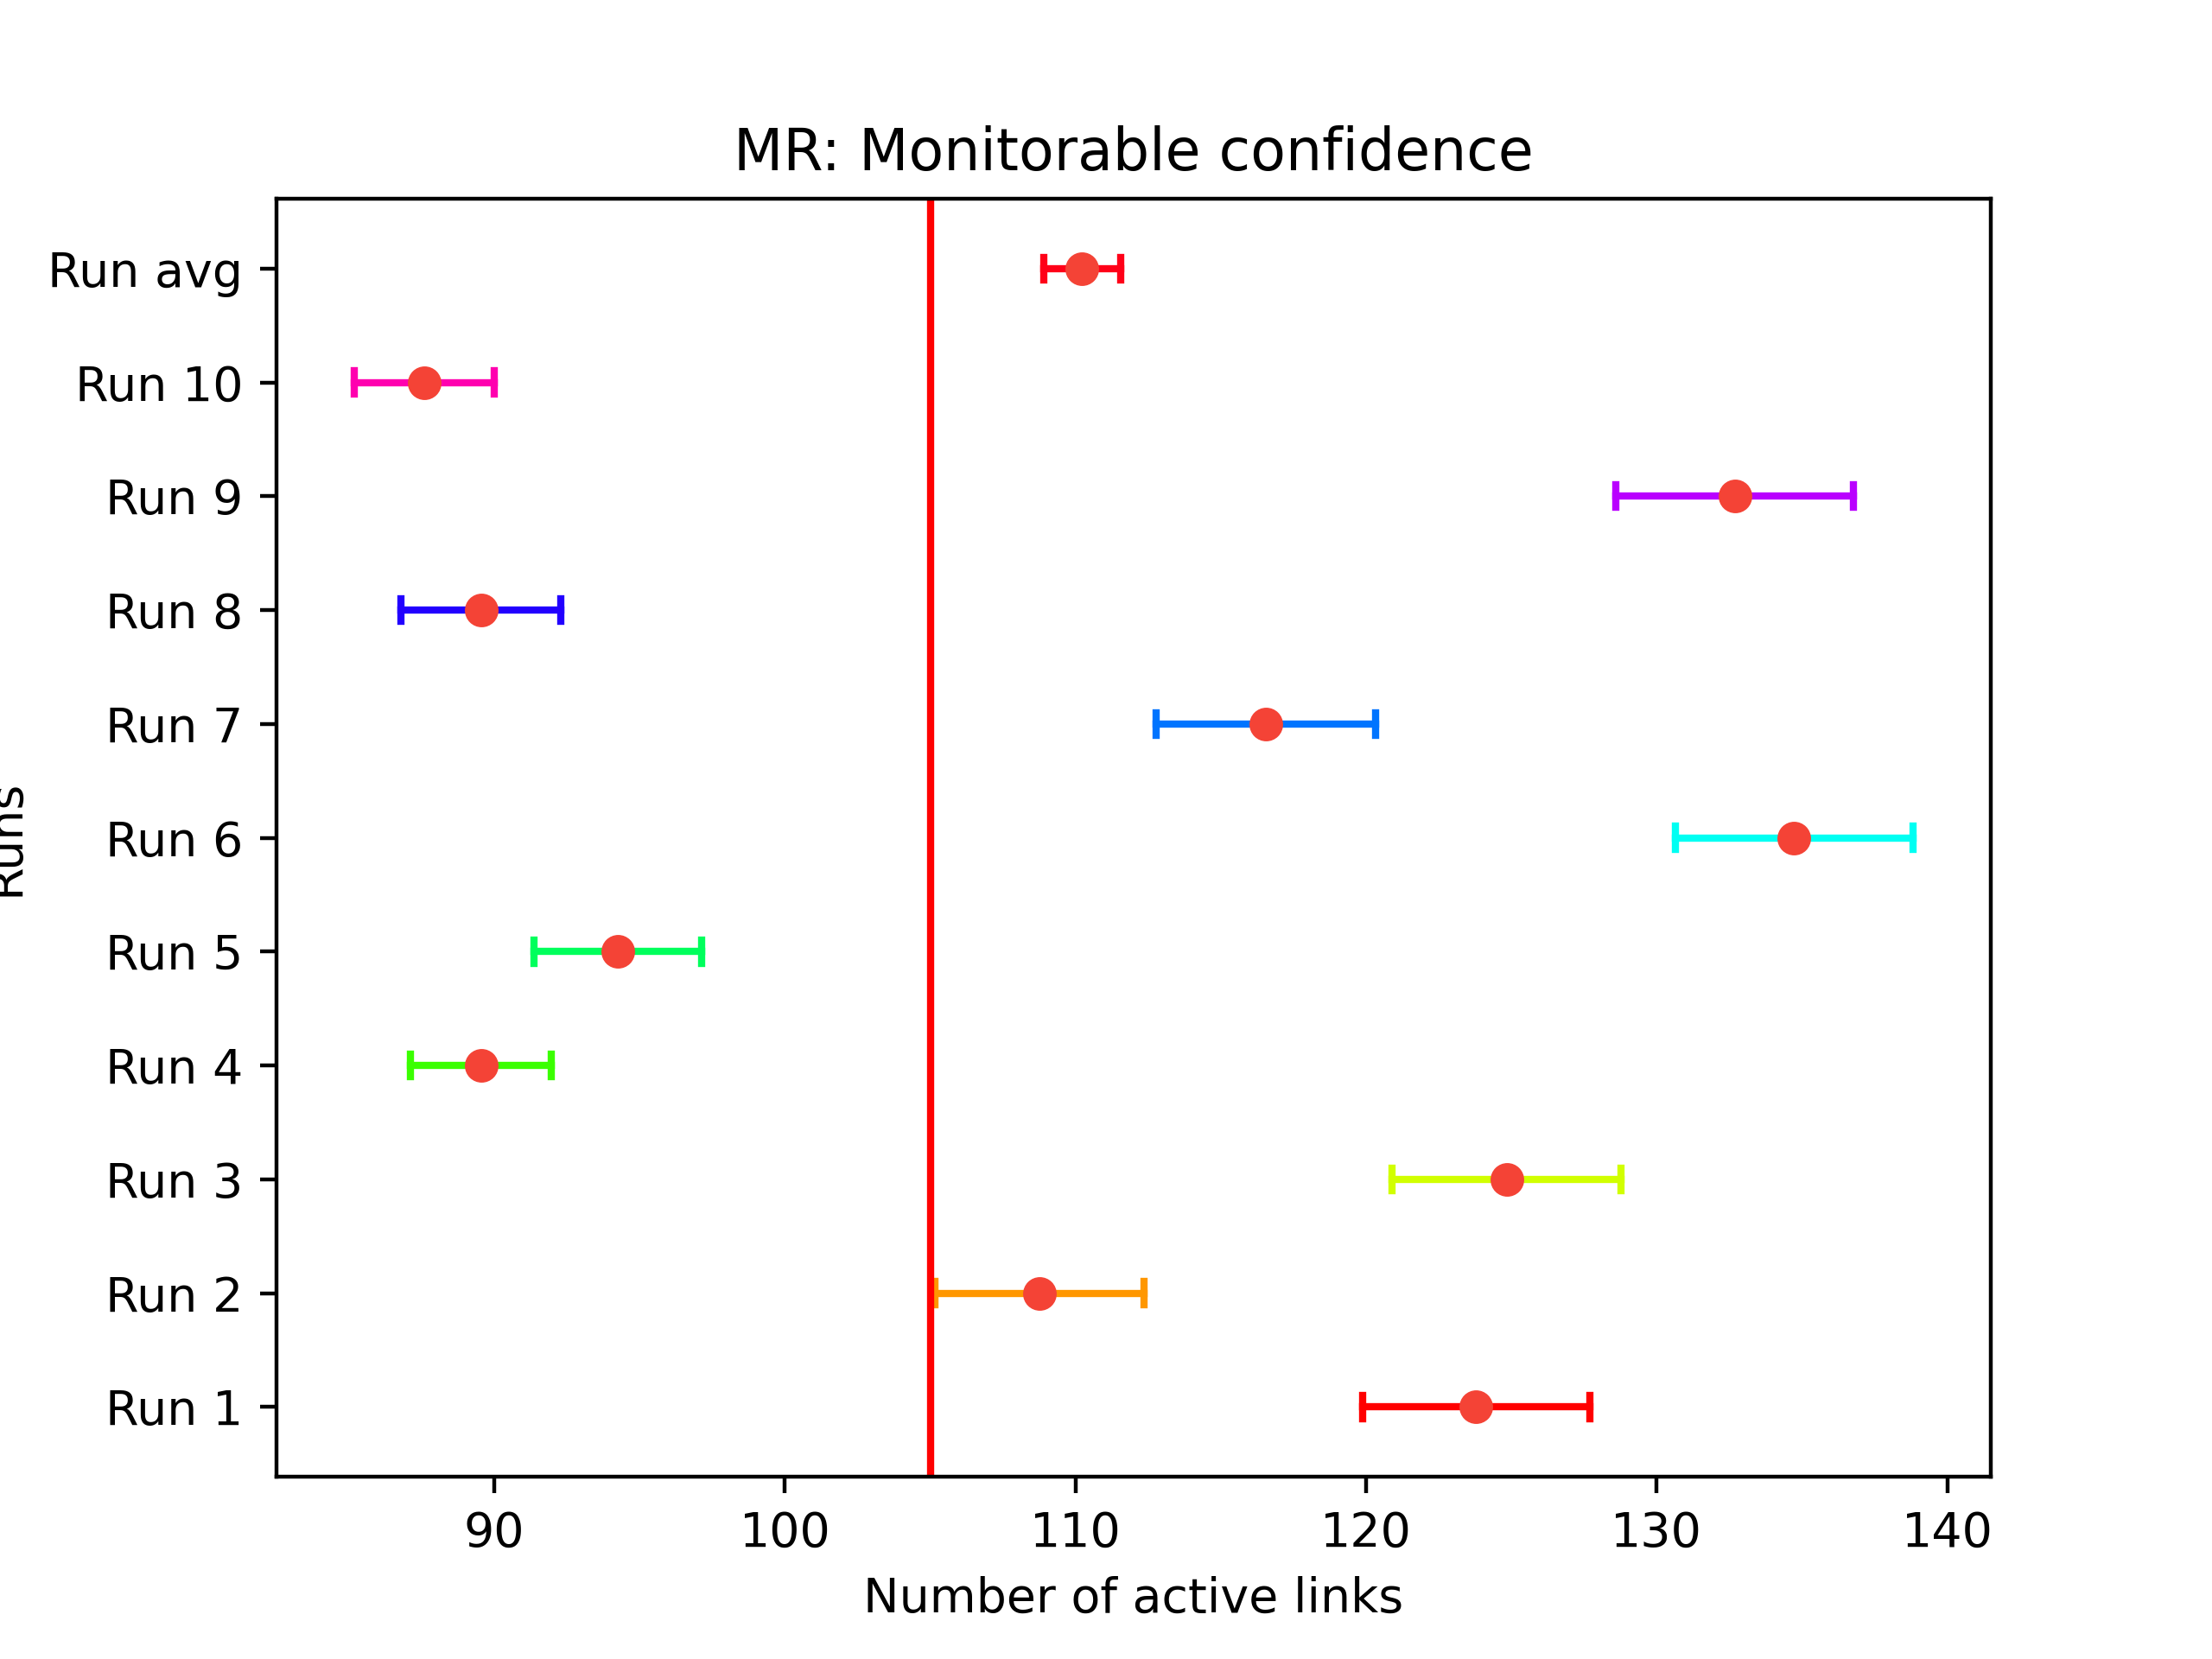 MR: Monitorable confidence
Run avg
Run 10
Run 9
Run 8
Run 7
Run 6
Run 5
Run 4
Run 3
Run 2
Run 1
Runs
90 100 110 120 130 140
Number of active links